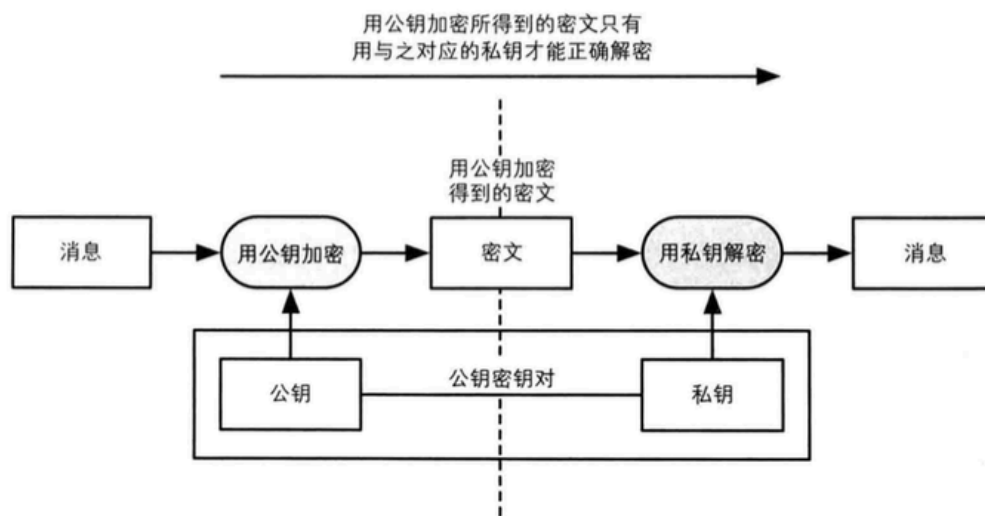 用公钥加密所得到的密文只有
用与之对应的私钥才能正确解密
用公钥加密
得到的密文
消息
用公钥加密
密文
用私钥解密
消息
公钥
公钥密钥对
私钥